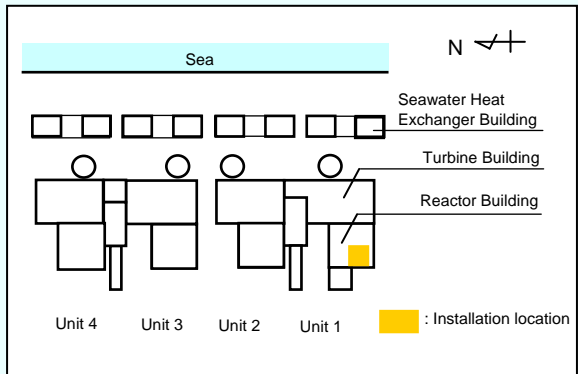 Sea
N
Seawater Heat
Exchanger Building
Turbine Building
Reactor Building
Unit 4 Unit 3 Unit 2 Unit 1
: Installation location